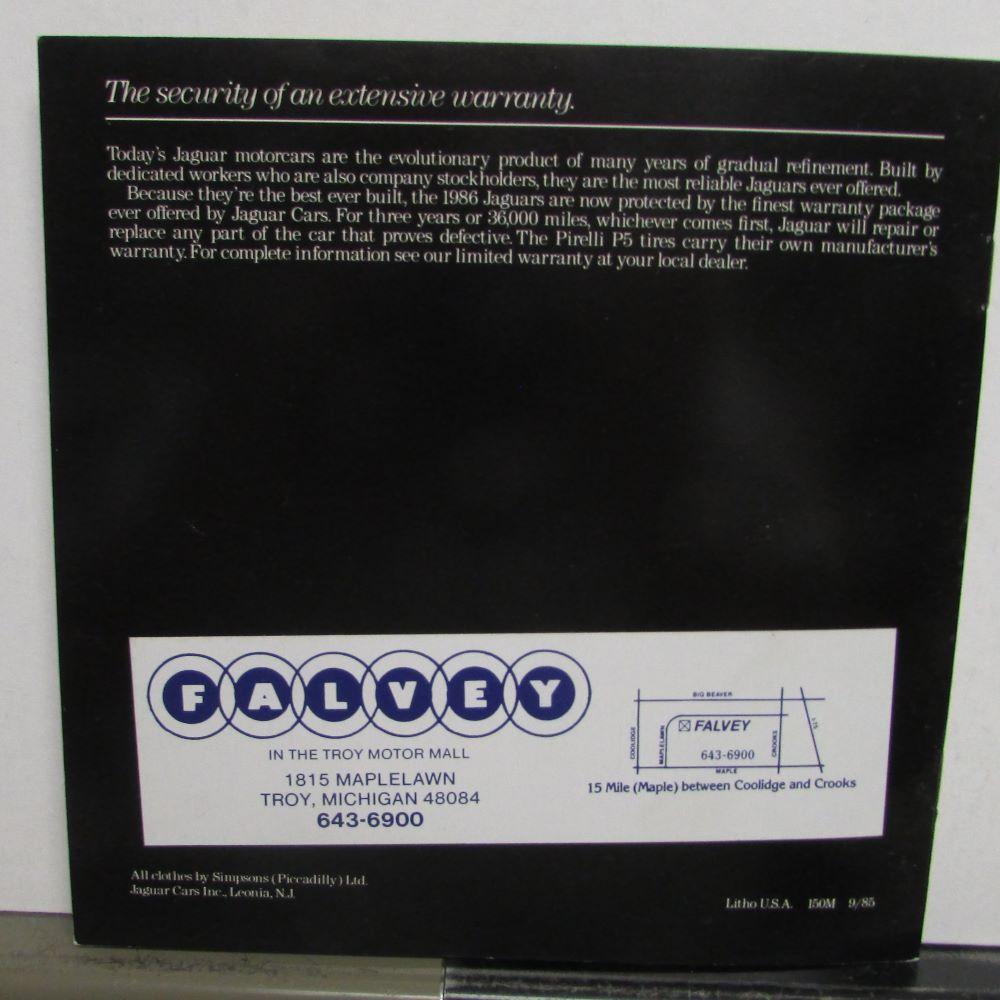 The security of an extensive warranty.
Today's Jaguar motorcars are the evolutionary product of many years of gradual refinement. Built by
dedicated workers who are also company stockholders, they are the most reliable Jaguars ever offered.
Because they're the best ever built, the 1986 Jaguars are now protected by the finest warranty package
ever offered by Jaguar Cars. For three years or 36,000 miles, whichever comes first, Jaguar will repair or
replace any part of the car that proves defective. The Pirelli P5 tires carry their own manufacturer's
warranty. For complete information see our limited warranty at your local dealer.
FALVEY
IN THE TROY MOTOR MALL
1815 MAPLELAWN
TROY, MICHIGAN 48084
643-6900
BIG BEAVER
COOLIDGE
MAPLELAWN
FALVEY
643-6900
CROOKS
I-75
MAPLE
15 Mile (Maple) between Coolidge and Crooks
All clothes by Simpsons (Piccadilly) Ltd.
Jaguar Cars Inc., Leonia, N.J.
Litho U.S.A. 150M 9/85